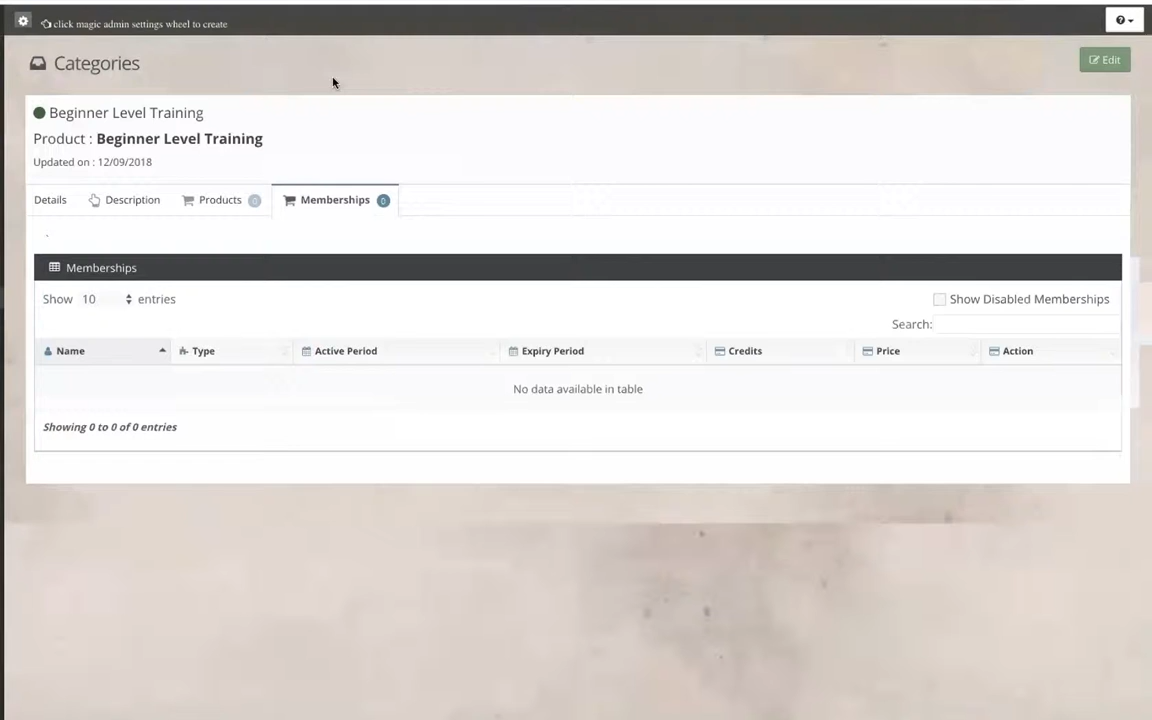 click magic admin settings wheel to create
Categories
Edit
Beginner Level Training
Product : Beginner Level Training
Updated on : 12/09/2018
Details Description Products 0 Memberships 0
Memberships
Show 10 entries
Show Disabled Memberships
Search:
Name Type Active Period Expiry Period Credits Price Action
No data available in table
Showing 0 to 0 of 0 entries